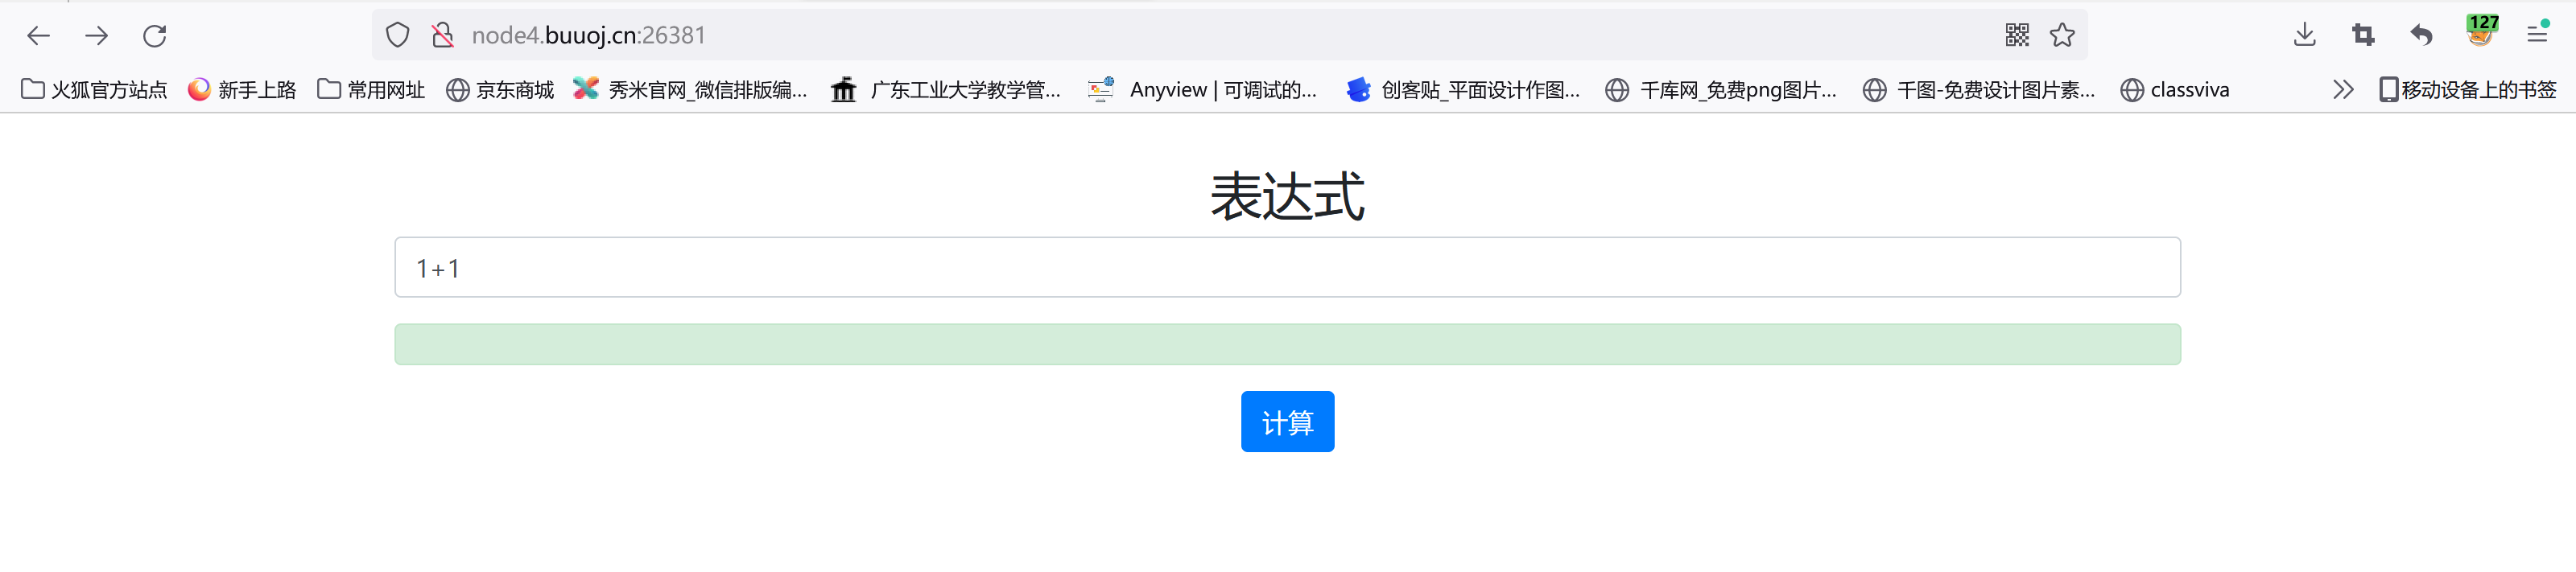 node4.buuoj.cn:26381
127
火狐官方站点 新手上路 常用网址 京东商城 秀米官网_微信排版编... 广东工业大学教学管... Anyview | 可调试的... 创客贴_平面设计作图... 千库网_免费png图片... 千图-免费设计图片素... classviva 移动设备上的书签
表达式
1+1
计算